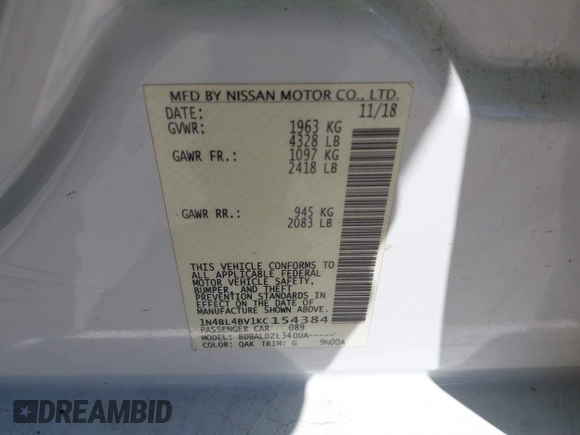 MFD BY NISSAN MOTOR CO., LTD.
DATE: 11/18
GVWR: 1963 KG
4328 LB
GAWR FR.: 1097 KG
2418 LB
GAWR RR.: 945 KG
2083 LB
THIS VEHICLE CONFORMS TO
ALL APPLICABLE FEDERAL
MOTOR VEHICLE SAFETY,
BUMPER, AND THEFT
PREVENTION STANDARDS IN
EFFECT ON THE DATE OF
MANUFACTURE SHOWN ABOVE.
1N4BL4BV1KC154384
PASSENGER CAR 089
MODEL: BDBALDZL34DUA-----
COLOR: QAK TRIM: G 9N00A
DREAMBID